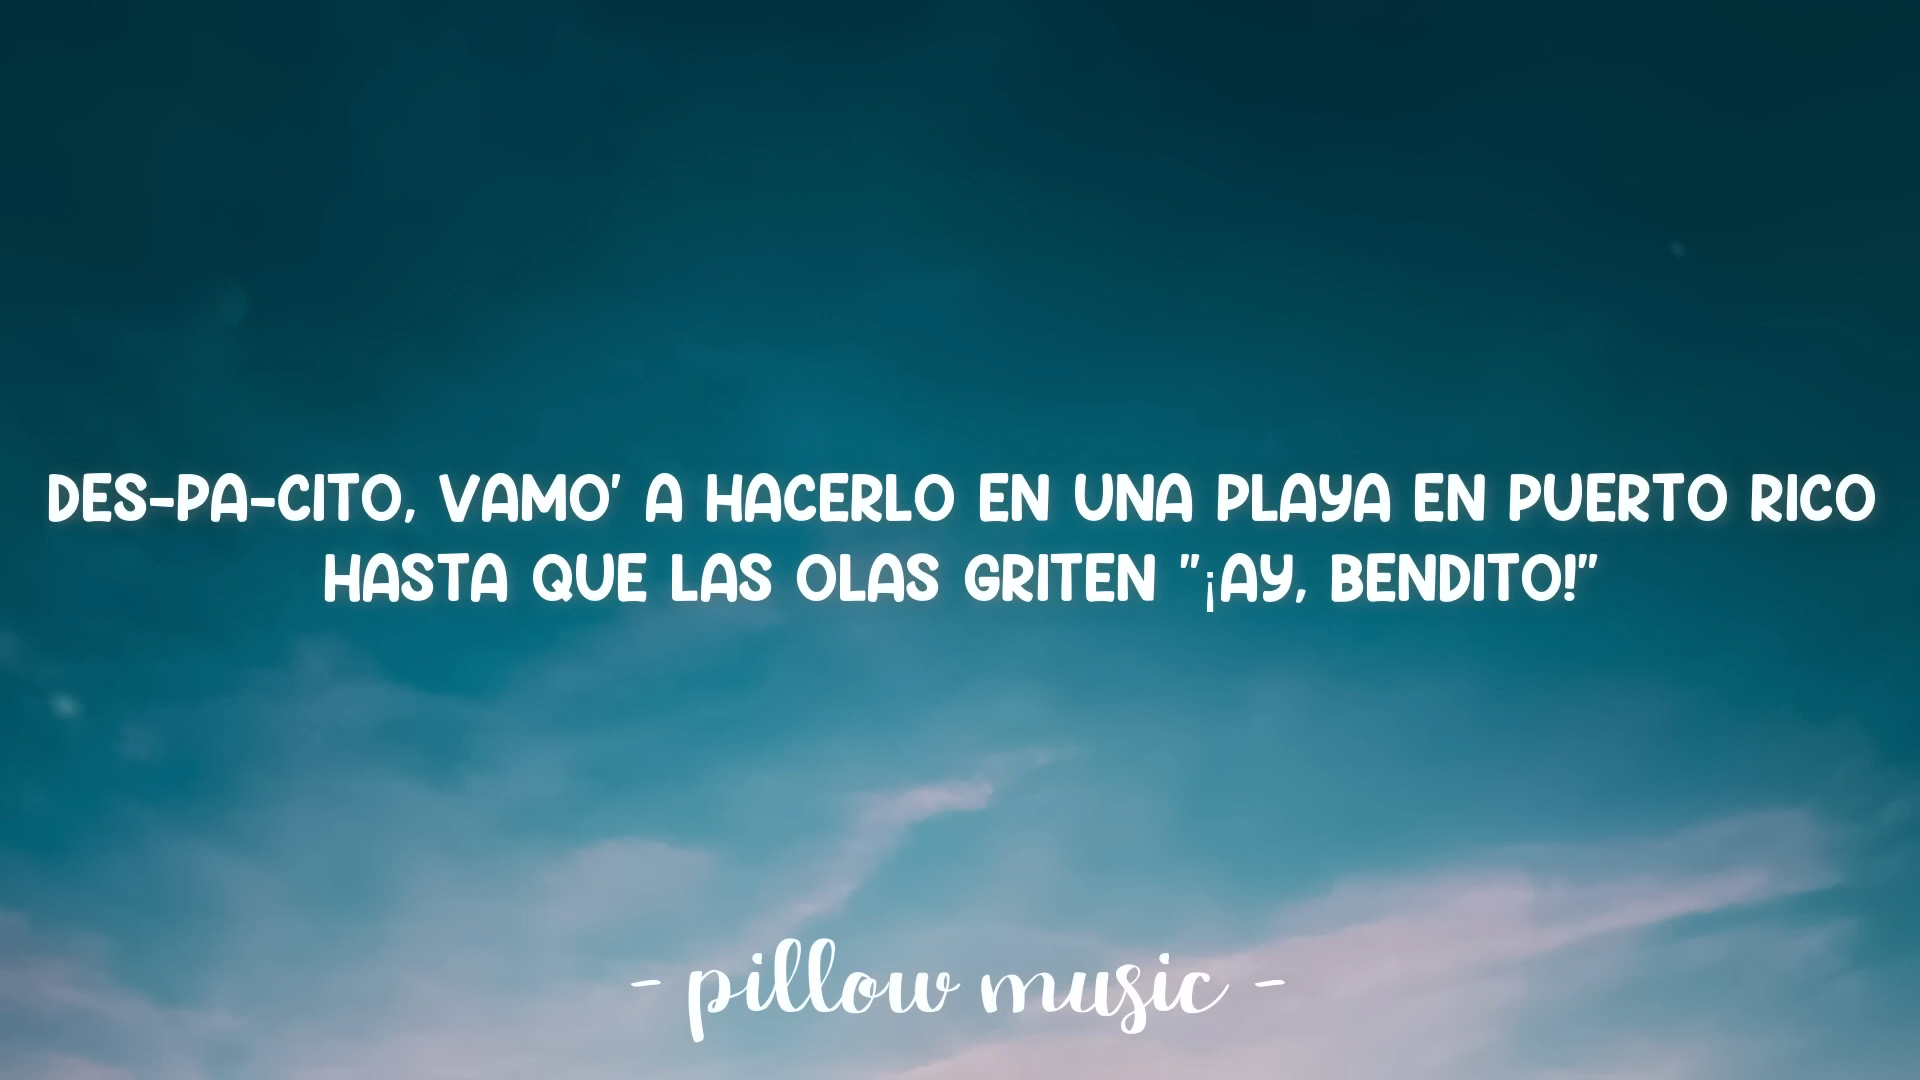 DES-PA-CITO, VAMO' A HACERLO EN UNA PLAYA EN PUERTO RICO
HASTA QUE LAS OLAS GRITEN "¡AY, BENDITO!"
- pillow music -